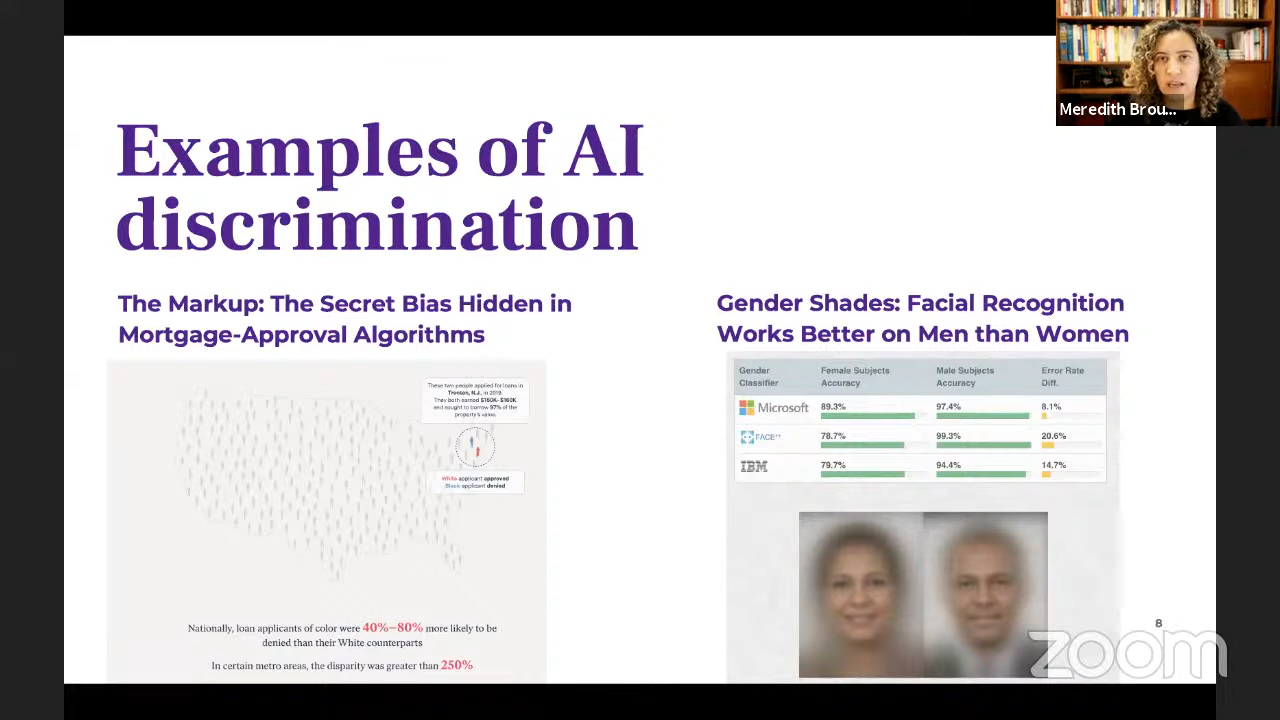 Meredith Brou...
Examples of AI
discrimination
The Markup: The Secret Bias Hidden in
Mortgage-Approval Algorithms
These two people applied for loans in
Trenton, N.J., in 2019
They both earned $150K-$160K
and sought to borrow 97% of the
property's value.
White applicant approved
Black applicant denied
Nationally, loan applicants of color were 40%–80% more likely to be
denied than their White counterparts
In certain metro areas, the disparity was greater than 250%
Gender Shades: Facial Recognition
Works Better on Men than Women
Gender Classifier Female Subjects Accuracy Male Subjects Accuracy Error Rate Diff.
Microsoft 89.3% 97.4% 8.1%
FACE++ 78.7% 99.3% 20.6%
IBM 79.7% 94.4% 14.7%
8
zoom